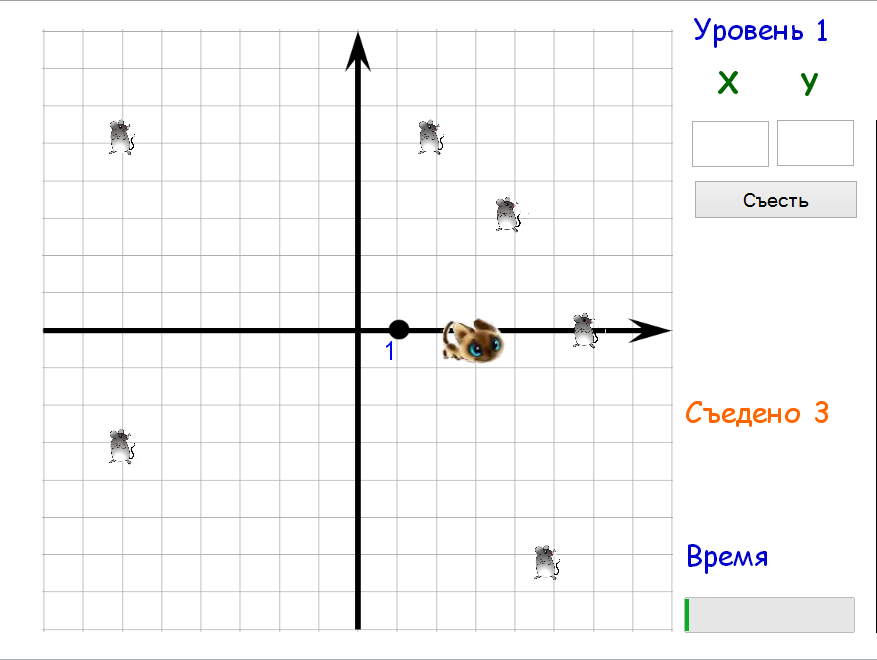 Уровень 1
X y
Съесть
1
Съедено 3
Время